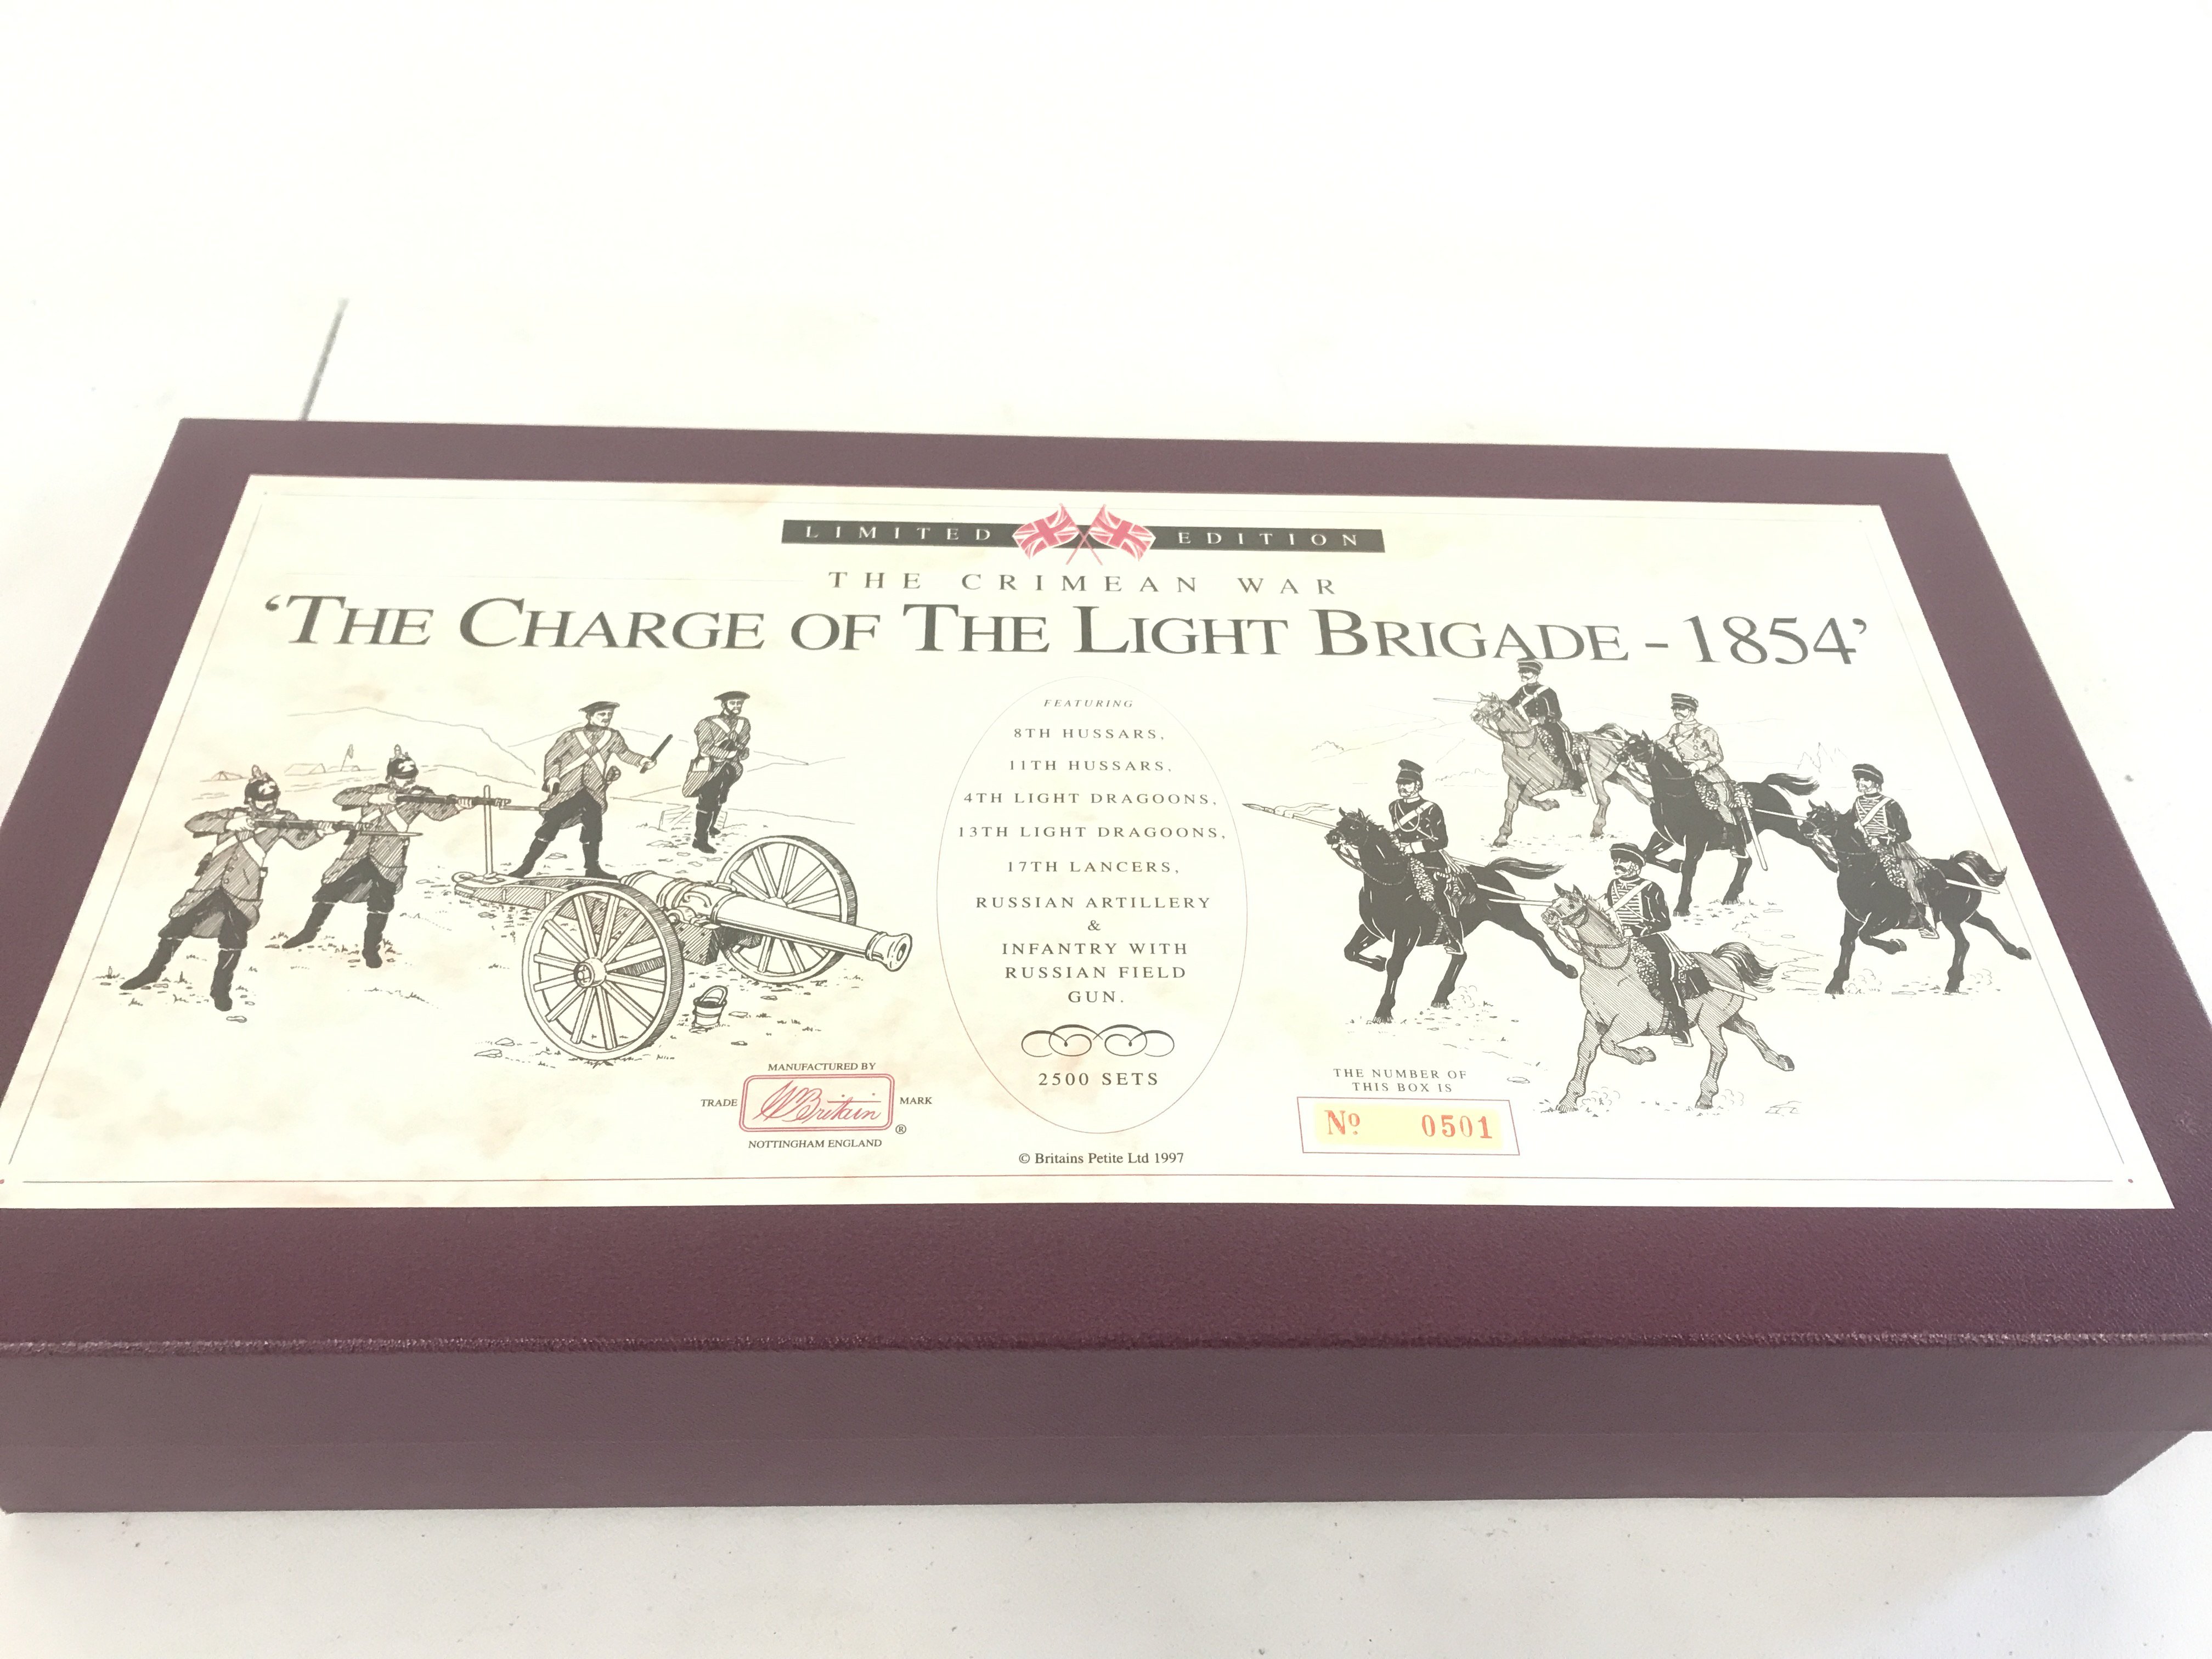 LIMITED EDITION
THE CRIMEAN WAR
‘THE CHARGE OF THE LIGHT BRIGADE - 1854’
FEATURING
8TH HUSSARS,
11TH HUSSARS,
4TH LIGHT DRAGOONS,
13TH LIGHT DRAGOONS,
17TH LANCERS,
RUSSIAN ARTILLERY
&
INFANTRY WITH
RUSSIAN FIELD
GUN.
2500 SETS
MANUFACTURED BY
TRADE WBritain MARK
®
NOTTINGHAM ENGLAND
© Britains Petite Ltd 1997
THE NUMBER OF
THIS BOX IS
Nº 0501